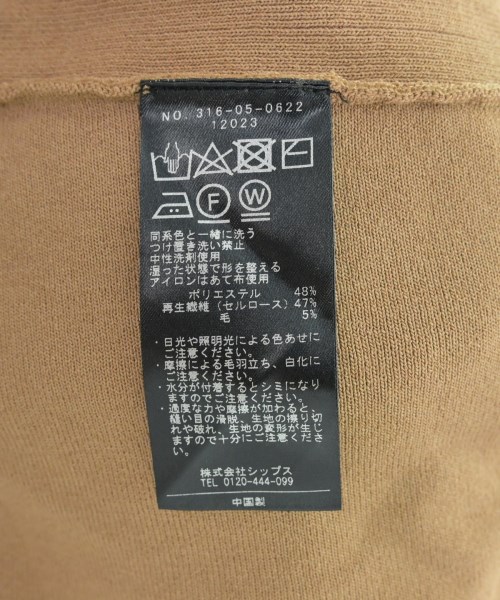 NO. 316-05-0622
12023
F W
同系色と一緒に洗う
つけ置き洗い禁止
中性洗剤使用
湿った状態で形を整える
アイロンはあて布使用
ポリエステル 48%
再生繊維(セルロース) 47%
毛 5%
・日光や照明光による色あせに
ご注意ください。
・摩擦による毛羽立ち、白化に
ご注意ください。
・水分が付着するとシミになり
ますのでご注意ください。
・過度な力や摩擦が加わると、
縫い目の滑脱、生地の擦り切
れや破れ、生地の変形が生じ
ますので十分にご注意ください。
株式会社シップス
TEL 0120-444-099
中国製